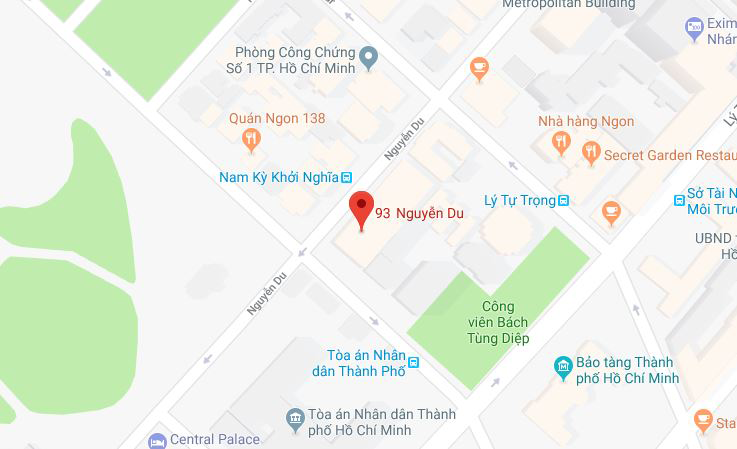 Metropolitan Building
Exim
Nhán
Phòng Công Chứng
Số 1 TP. Hồ Chí Minh
Quán Ngon 138
Nguyễn Du
Nhà hàng Ngon
Secret Garden Restau
Lý T
Nam Kỳ Khởi Nghĩa
93 Nguyễn Du
Lý Tự Trọng
Sở Tài N
Môi Trư
UBND
Hồ
Nguyễn Du
Công
viên Bách
Tùng Diệp
Tòa án Nhân
dân Thành Phố
Bảo tàng Thành
phố Hồ Chí Minh
Tòa án Nhân dân Thành
phố Hồ Chí Minh
Central Palace
Sta